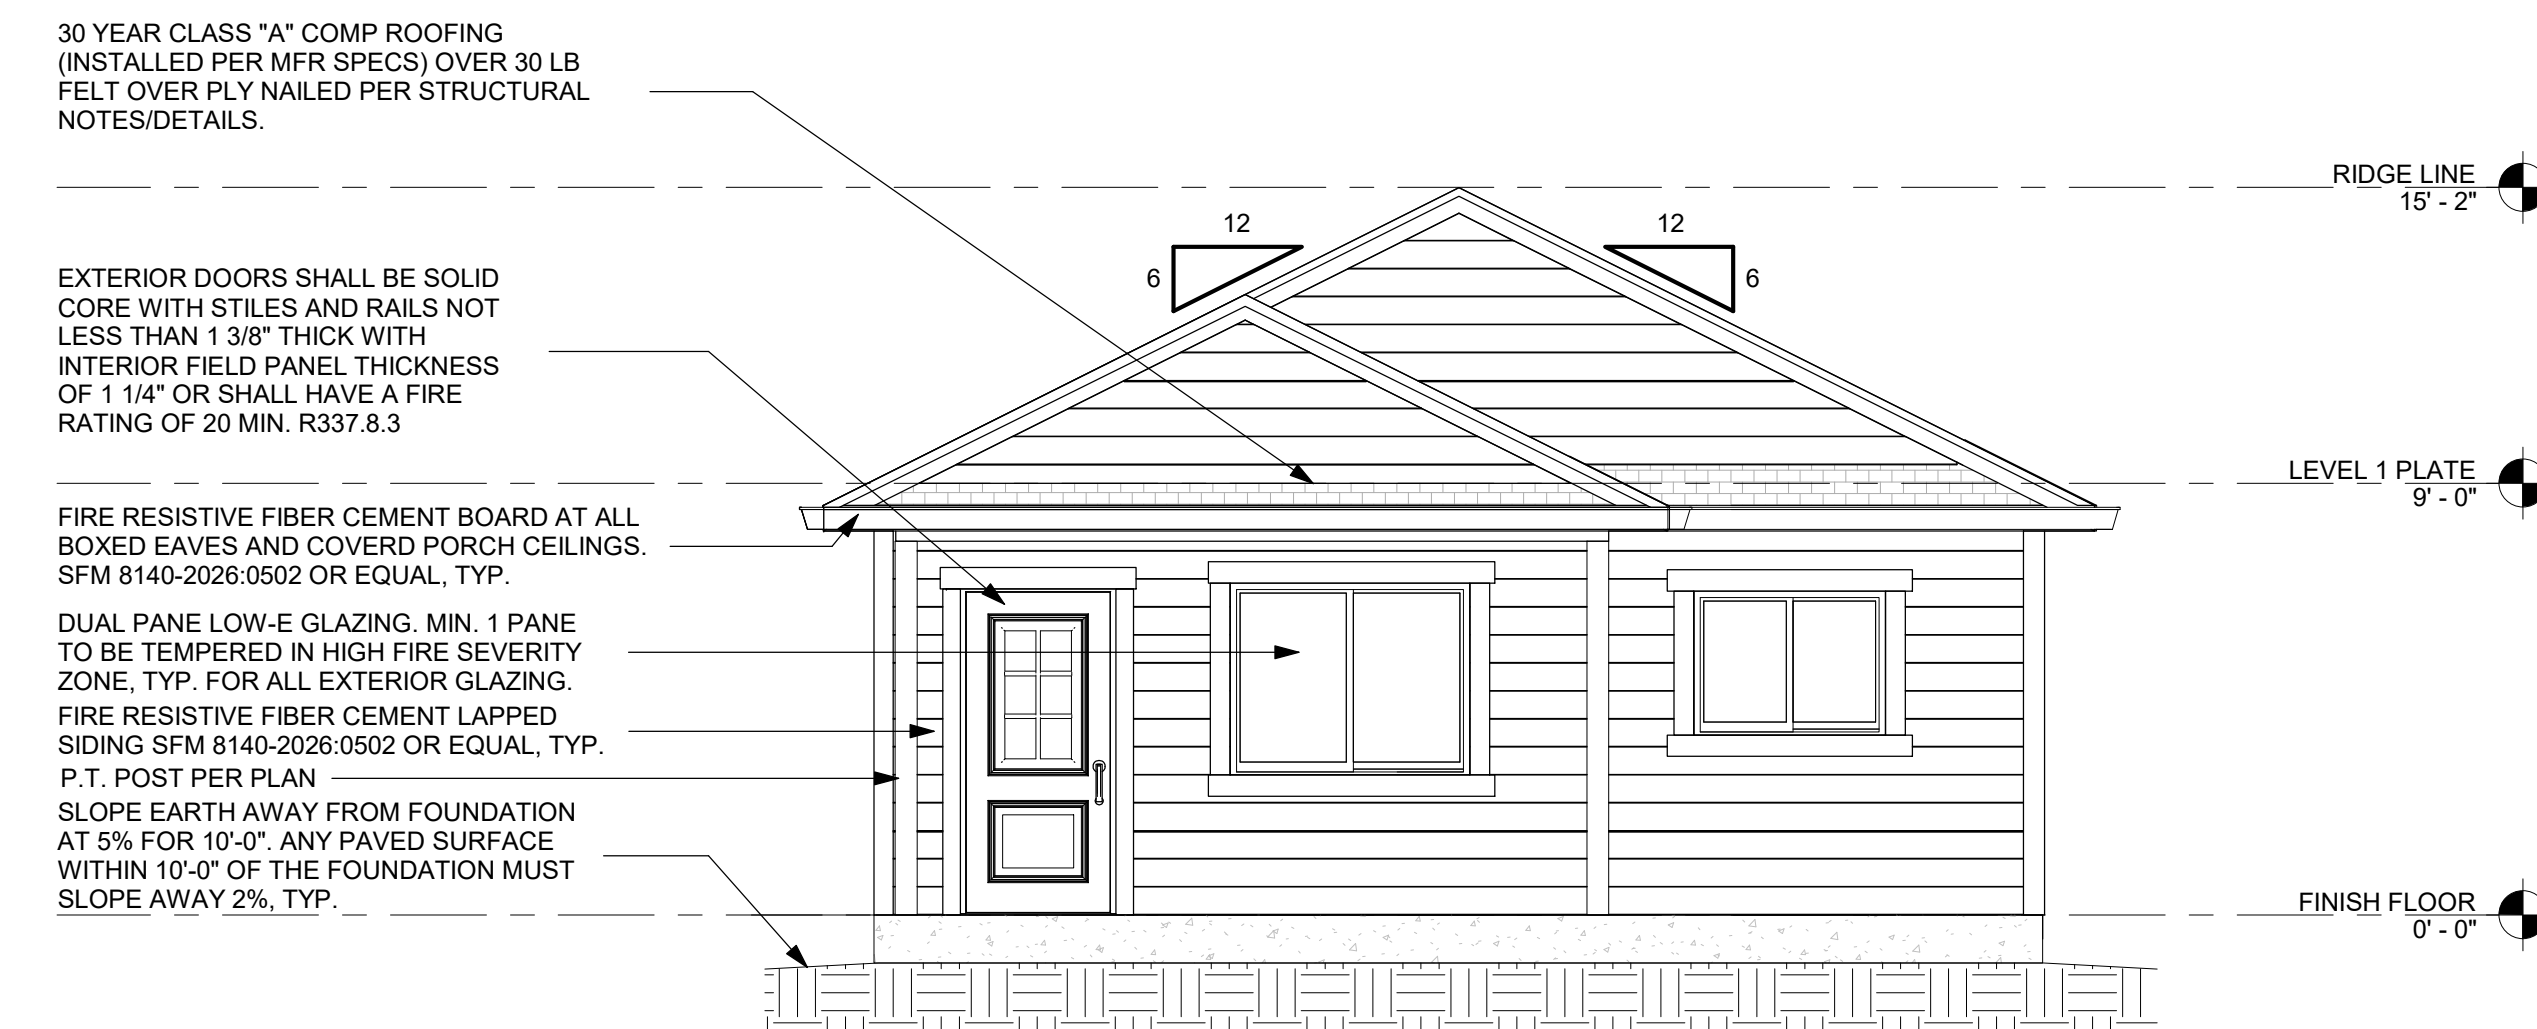 30 YEAR CLASS "A" COMP ROOFING
(INSTALLED PER MFR SPECS) OVER 30 LB
FELT OVER PLY NAILED PER STRUCTURAL
NOTES/DETAILS.
RIDGE LINE
15' - 2"
12
6
12
6
EXTERIOR DOORS SHALL BE SOLID
CORE WITH STILES AND RAILS NOT
LESS THAN 1 3/8" THICK WITH
INTERIOR FIELD PANEL THICKNESS
OF 1 1/4" OR SHALL HAVE A FIRE
RATING OF 20 MIN. R337.8.3
LEVEL 1 PLATE
9' - 0"
FIRE RESISTIVE FIBER CEMENT BOARD AT ALL
BOXED EAVES AND COVERD PORCH CEILINGS.
SFM 8140-2026:0502 OR EQUAL, TYP.
DUAL PANE LOW-E GLAZING. MIN. 1 PANE
TO BE TEMPERED IN HIGH FIRE SEVERITY
ZONE, TYP. FOR ALL EXTERIOR GLAZING.
FIRE RESISTIVE FIBER CEMENT LAPPED
SIDING SFM 8140-2026:0502 OR EQUAL, TYP.
P.T. POST PER PLAN
SLOPE EARTH AWAY FROM FOUNDATION
AT 5% FOR 10'-0". ANY PAVED SURFACE
WITHIN 10'-0" OF THE FOUNDATION MUST
SLOPE AWAY 2%, TYP.
FINISH FLOOR
0' - 0"